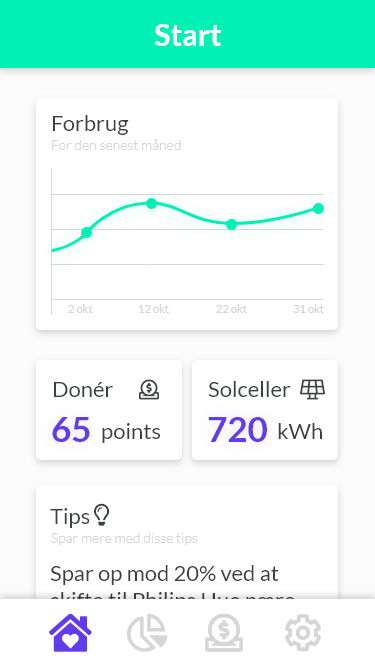 Start
Forbrug
For den senest måned
2 okt 12 okt 22 okt 31 okt
Donér
65 points
Solceller
720 kWh
Tips
Spar mere med disse tips
Spar op mod 20% ved at
skifte til Philips Hue pære